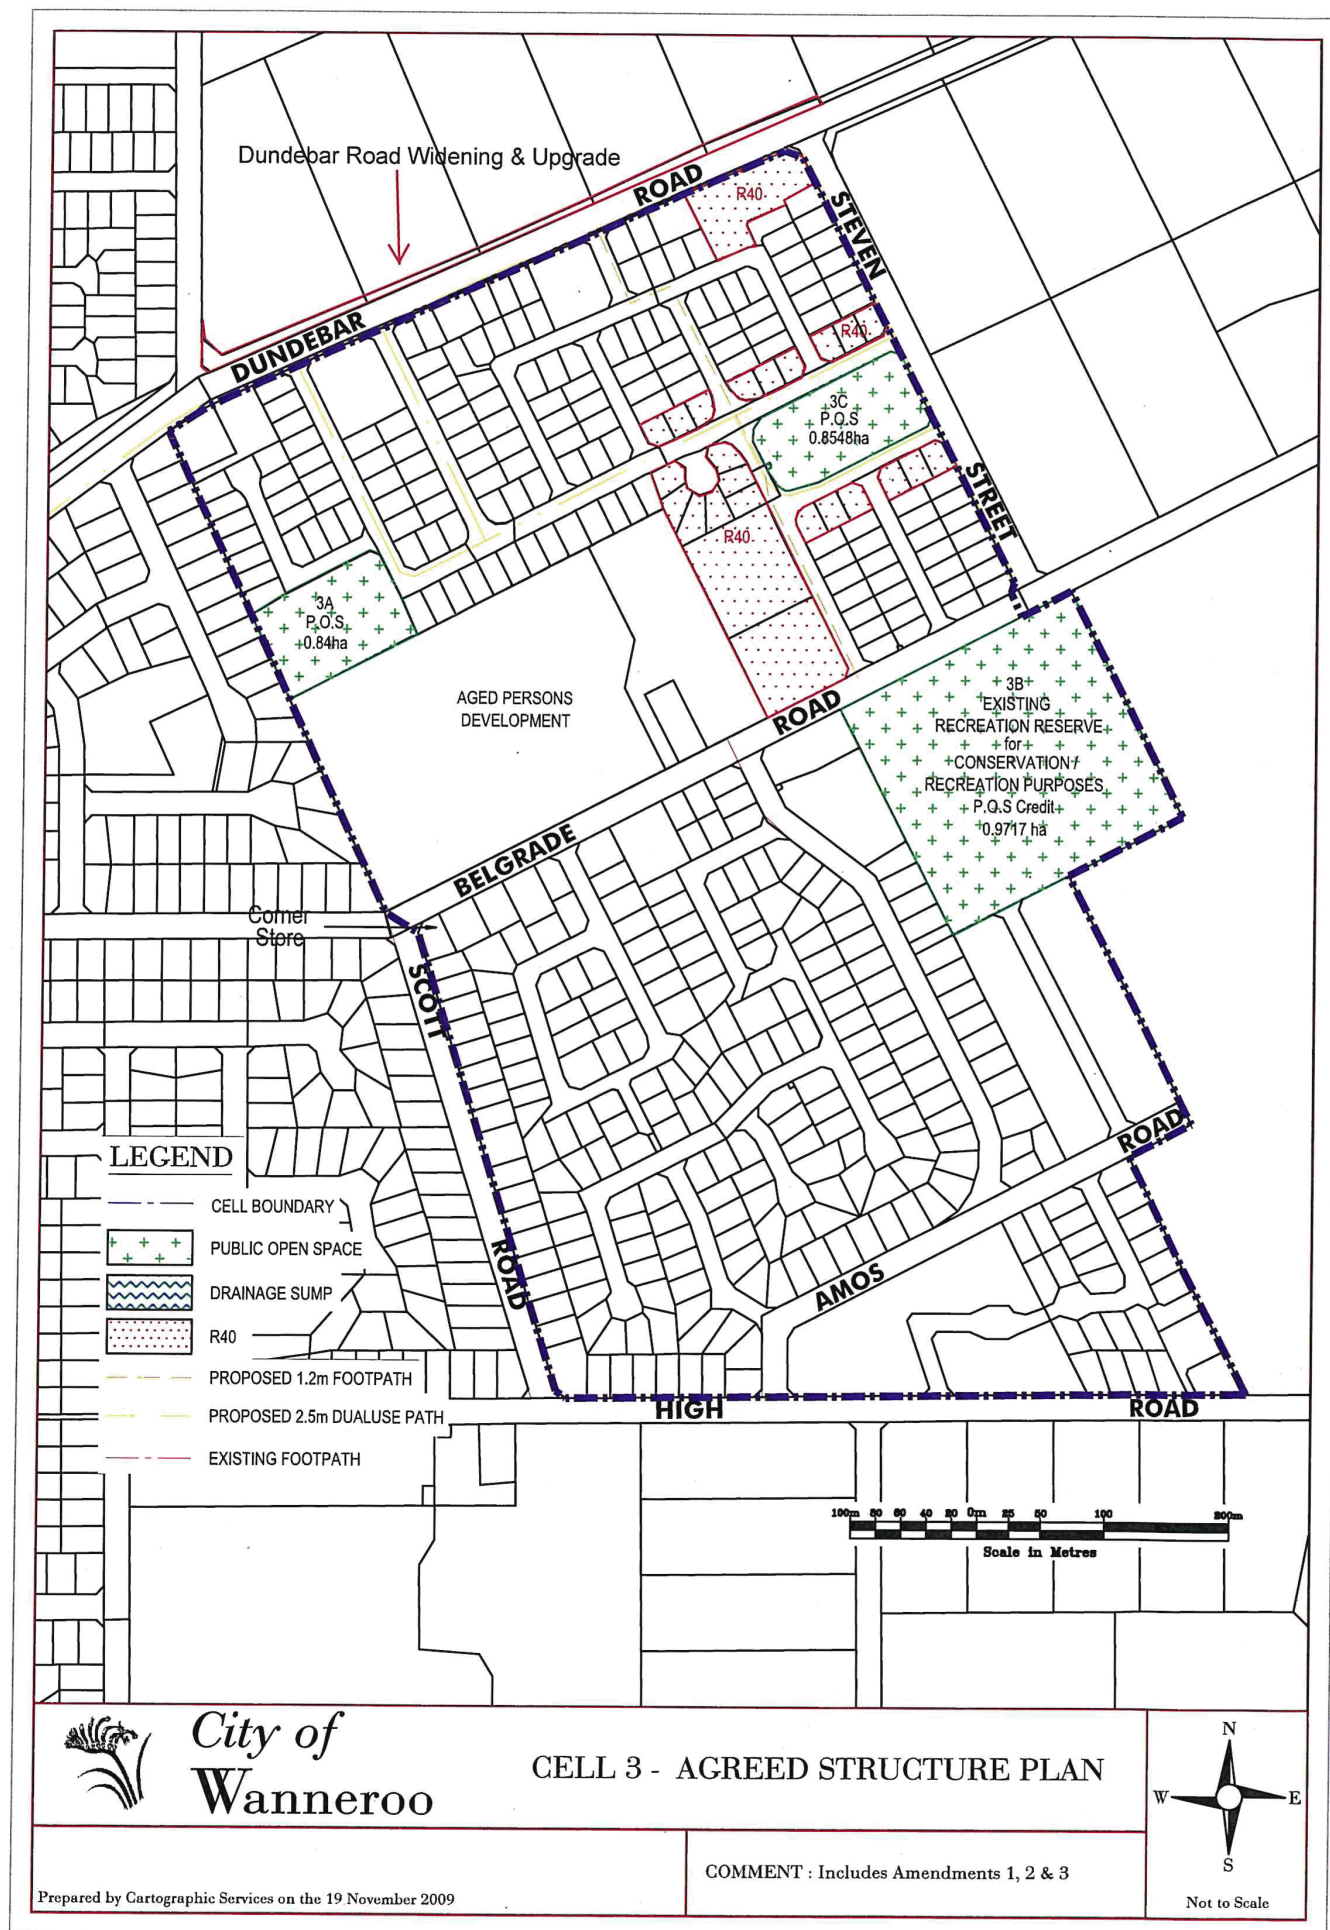 Dundebar Road Widening & Upgrade
ROAD
R40
STEVEN
DUNDEBAR
R40
3C
P.O.S
0.8548ha
STREET
R40
3A
P.O.S
0.84ha
AGED PERSONS
DEVELOPMENT
ROAD
3B
EXISTING
RECREATION RESERVE
for
CONSERVATION /
RECREATION PURPOSES
P.O.S Credit
0.9717 ha
BELGRADE
Corner
Store
SCOTT
ROAD
ROAD
AMOS
HIGH
ROAD
LEGEND
CELL BOUNDARY
PUBLIC OPEN SPACE
DRAINAGE SUMP
R40
PROPOSED 1.2m FOOTPATH
PROPOSED 2.5m DUALUSE PATH
EXISTING FOOTPATH
100m 80 60 40 20 0m 25 50 100 200m
Scale in Metres
City of
Wanneroo
CELL 3 - AGREED STRUCTURE PLAN
N
W
E
S
Not to Scale
COMMENT : Includes Amendments 1, 2 & 3
Prepared by Cartographic Services on the 19 November 2009